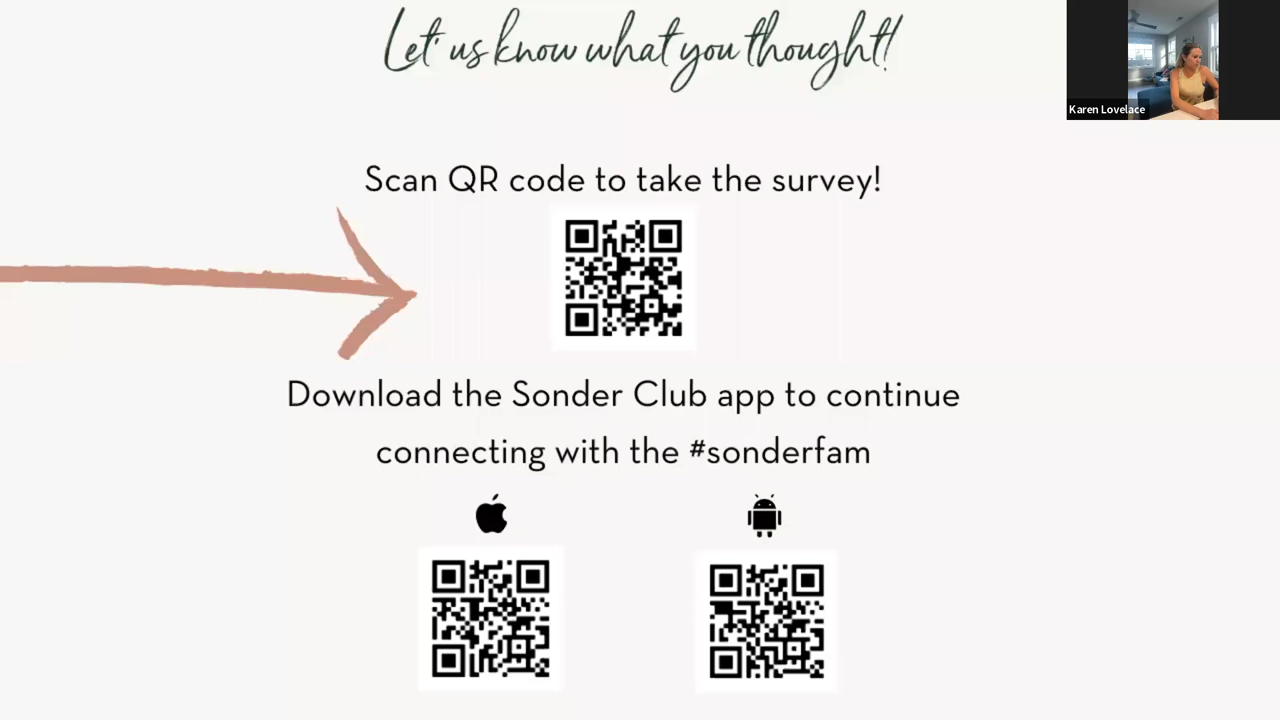 Let us know what you thought!
Karen Lovelace
Scan QR code to take the survey!
Download the Sonder Club app to continue
connecting with the #sonderfam